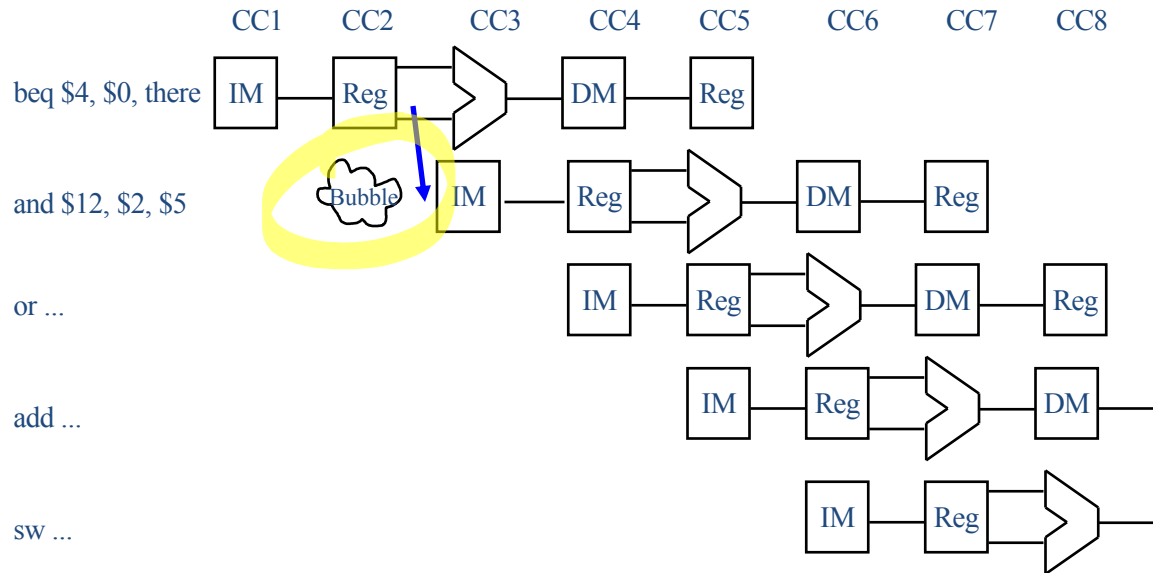 CC1 CC2 CC3 CC4 CC5 CC6 CC7 CC8
beq $4, $0, there IM Reg DM Reg
and $12, $2, $5 Bubble IM Reg DM Reg
or ... IM Reg DM Reg
add ... IM Reg DM
sw ... IM Reg